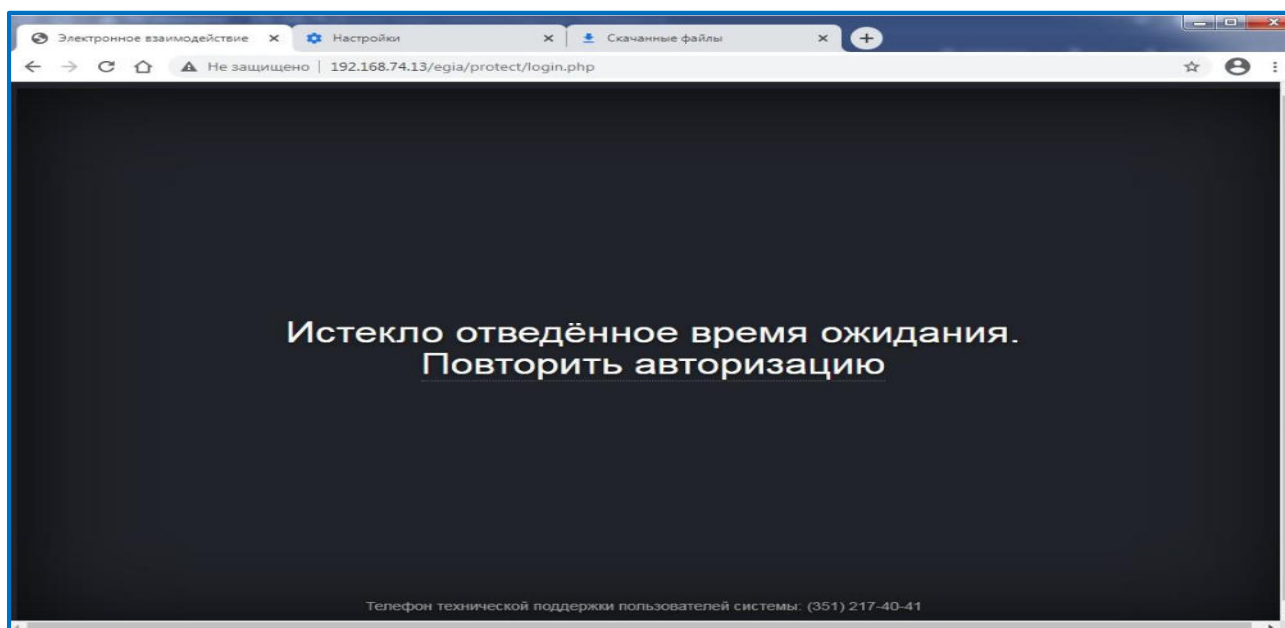 Электронное взаимодействие
Настройки
Скачанные файлы
Не защищено | 192.168.74.13/egia/protect/login.php
Истекло отведённое время ожидания.
Повторить авторизацию
Телефон технической поддержки пользователей системы: (351) 217-40-41